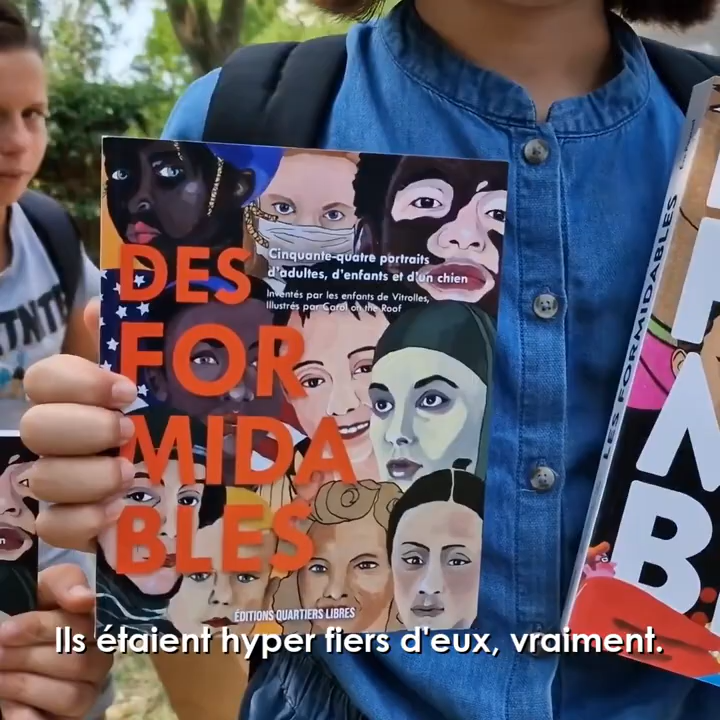 Cinquante-quatre portraits
d'adultes, d'enfants et d'un chien
Inventés par les enfants de Vitrolles,
Illustrés par Carol on the Roof
DES
FOR
MIDA
BLES
ÉDITIONS QUARTIERS LIBRES
LES FORMIDABLES
Ils étaient hyper fiers d'eux, vraiment.